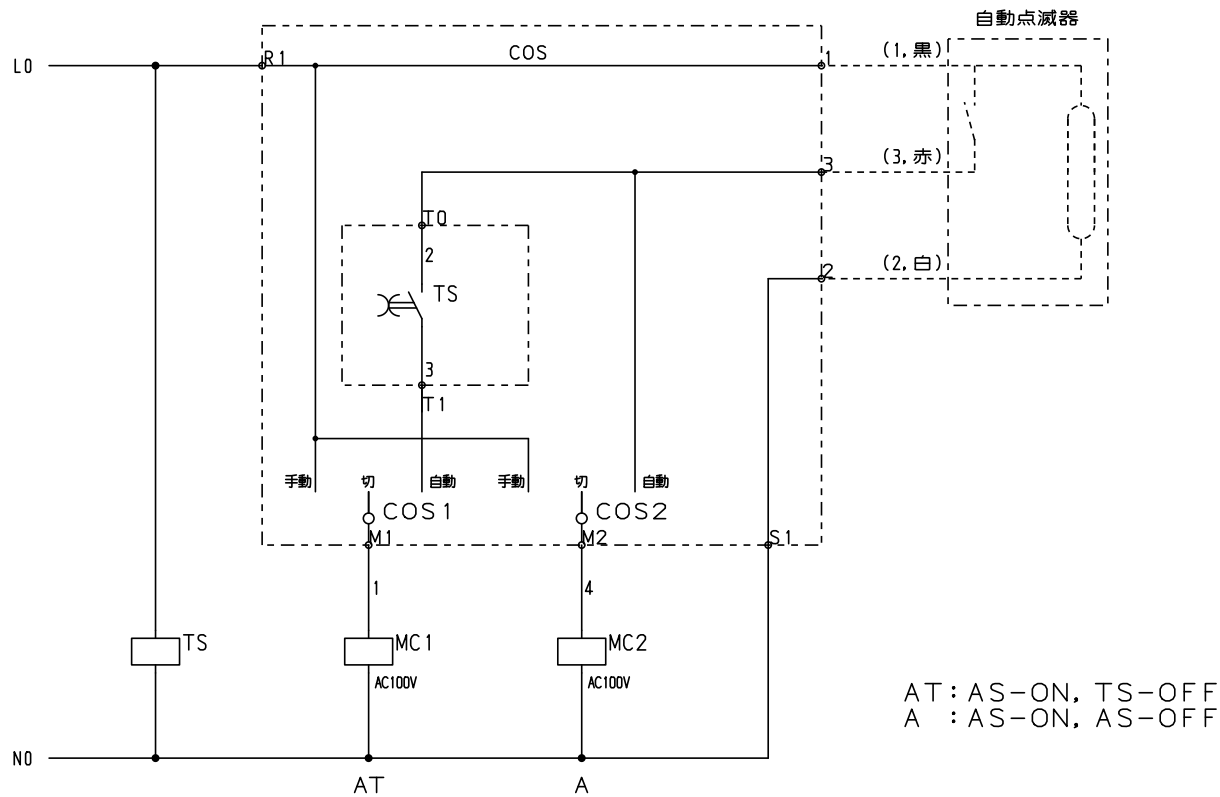 自動点滅器
L0
R1
COS
1
(1,黒)
3
(3,赤)
T0
2
TS
3
T1
2
(2,白)
手動
切
自動
手動
切
自動
COS1
COS2
M1
M2
S1
1
4
TS
MC1
MC2
AC100V
AC100V
AT:AS-ON, TS-OFF
A :AS-ON, AS-OFF
N0
AT
A